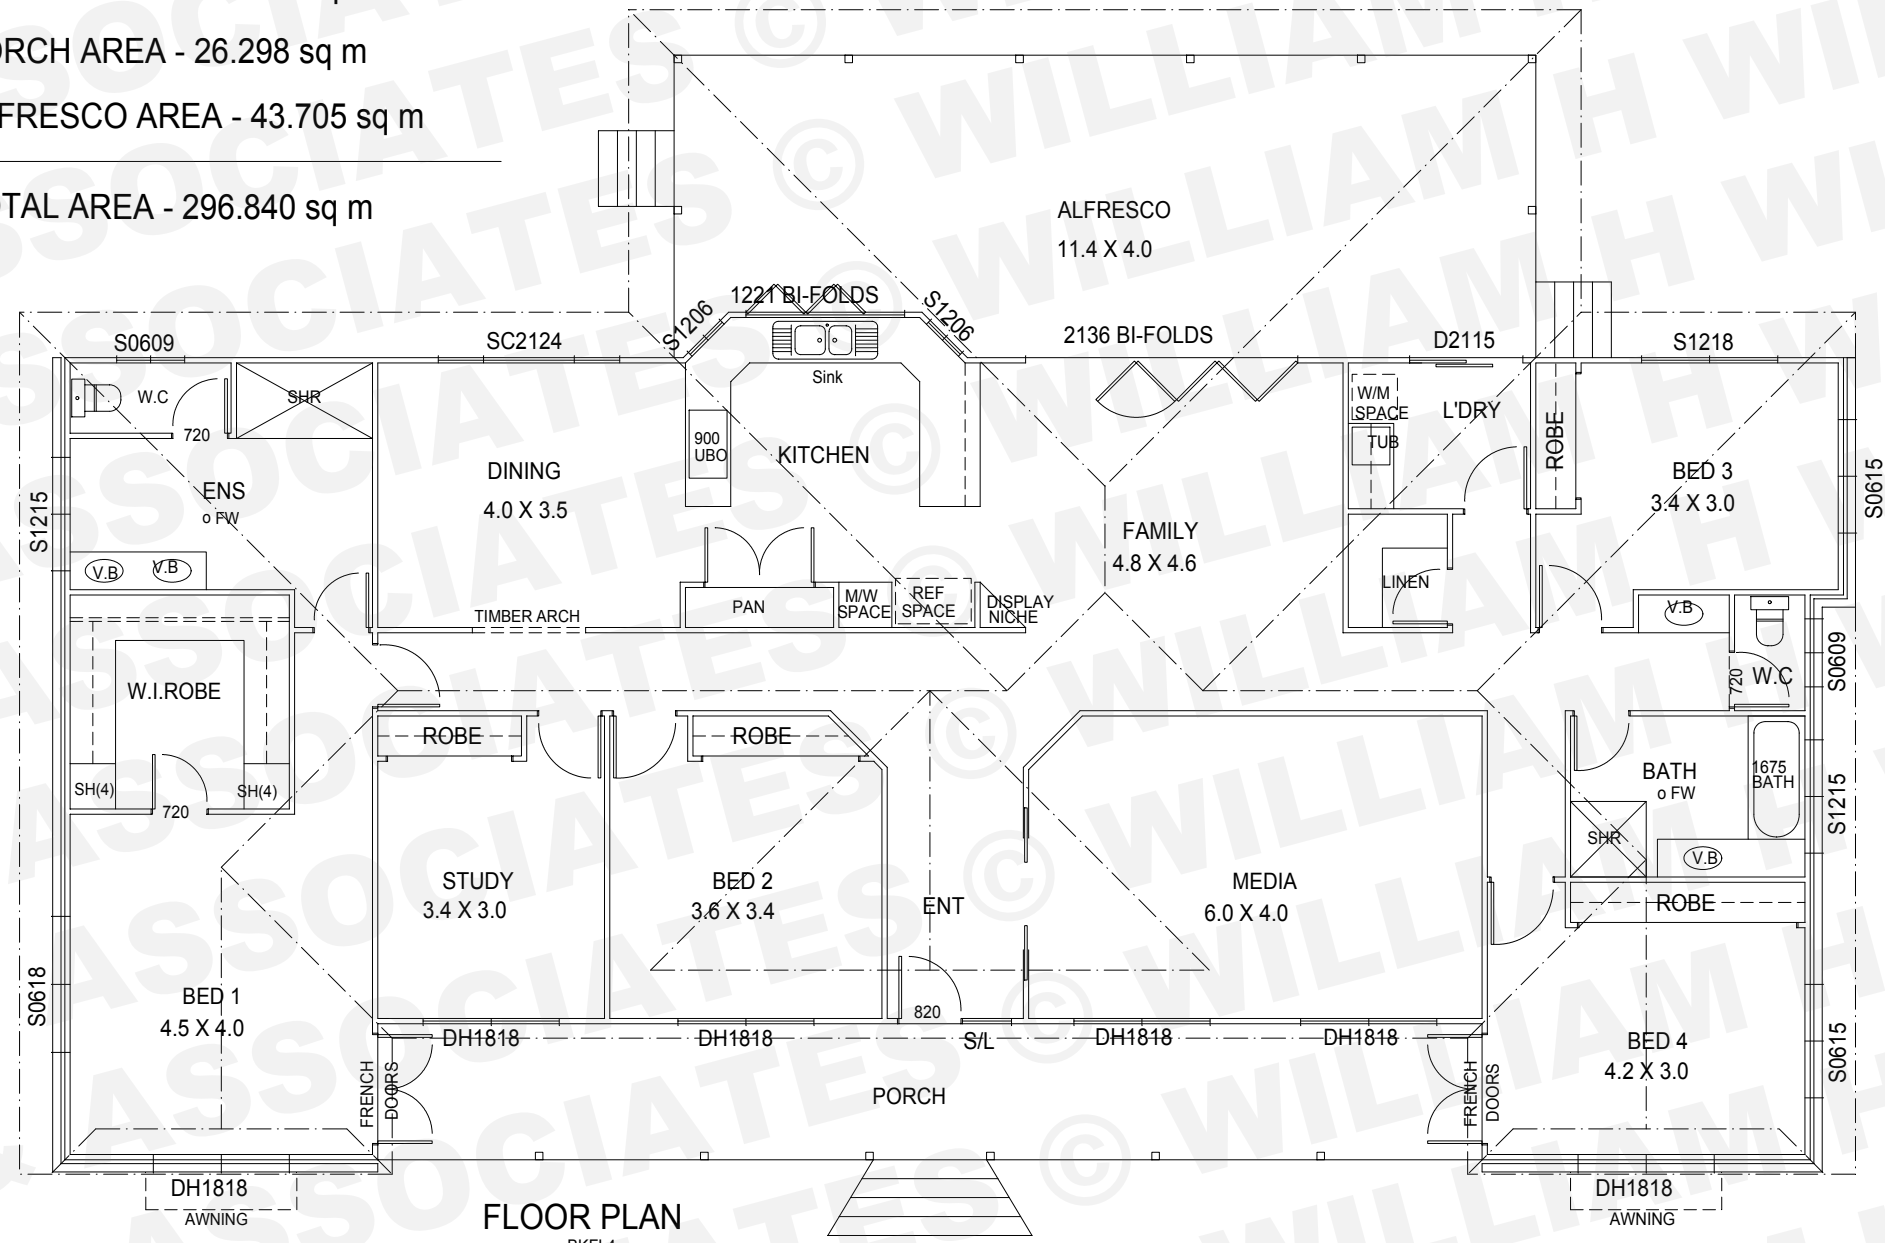 ORCH AREA - 26.298 sq m
FRESCO AREA - 43.705 sq m
OTAL AREA - 296.840 sq m
ALFRESCO
11.4 X 4.0
1221 BI-FOLDS
S1206
S1206
2136 BI-FOLDS
D2115
S1218
S0609
SC2124
W.C
SHR
720
Sink
900
UBO
KITCHEN
DINING
4.0 X 3.5
ENS
o FW
S1215
V.B
V.B
FAMILY
4.8 X 4.6
W/M
SPACE
TUB
L'DRY
ROBE
BED 3
3.4 X 3.0
S0615
LINEN
TIMBER ARCH
PAN
M/W
SPACE
REF
SPACE
DISPLAY
NICHE
V.B
W.C
720
S0609
W.I.ROBE
SH(4)
SH(4)
720
ROBE
ROBE
BATH
o FW
1675
BATH
S1215
SHR
V.B
STUDY
3.4 X 3.0
BED 2
3.6 X 3.4
ENT
MEDIA
6.0 X 4.0
ROBE
BED 1
4.5 X 4.0
S0618
820
DH1818
DH1818
S/L
DH1818
DH1818
FRENCH
DOORS
PORCH
FRENCH
DOORS
BED 4
4.2 X 3.0
S0615
DH1818
AWNING
DH1818
AWNING
FLOOR PLAN
ASSOCIATES © WILLIAM H